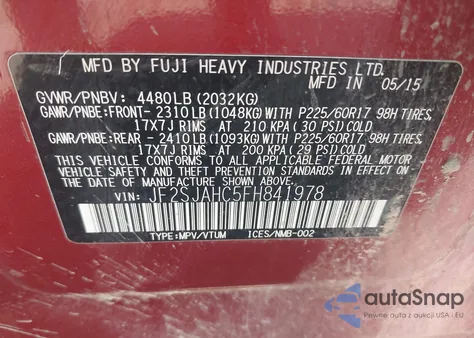 MFD BY FUJI HEAVY INDUSTRIES LTD.
MFD IN 05/15
GVWR/PNBV: 4480LB (2032KG)
GAWR/PNBE:FRONT- 2310LB (1048KG)WITH P225/60R17 98H TIRES,
17X7J RIMS AT 210 KPA (30 PSI) COLD
GAWR/PNBE:REAR - 2410LB (1093KG)WITH P225/60R17 98H TIRES,
17X7J RIMS AT 200 KPA (29 PSI) COLD
THIS VEHICLE CONFORMS TO ALL APPLICABLE FEDERAL MOTOR
VEHICLE SAFETY AND THEFT PREVENTION STANDARDS IN EFFECT
ON THE DATE OF MANUFACTURE SHOWN ABOVE.
VIN: JF2SJAHC5FH841978
TYPE:MPV/VTUM ICES/NMB-002
autoSnap
Pewne auta z USA i EU